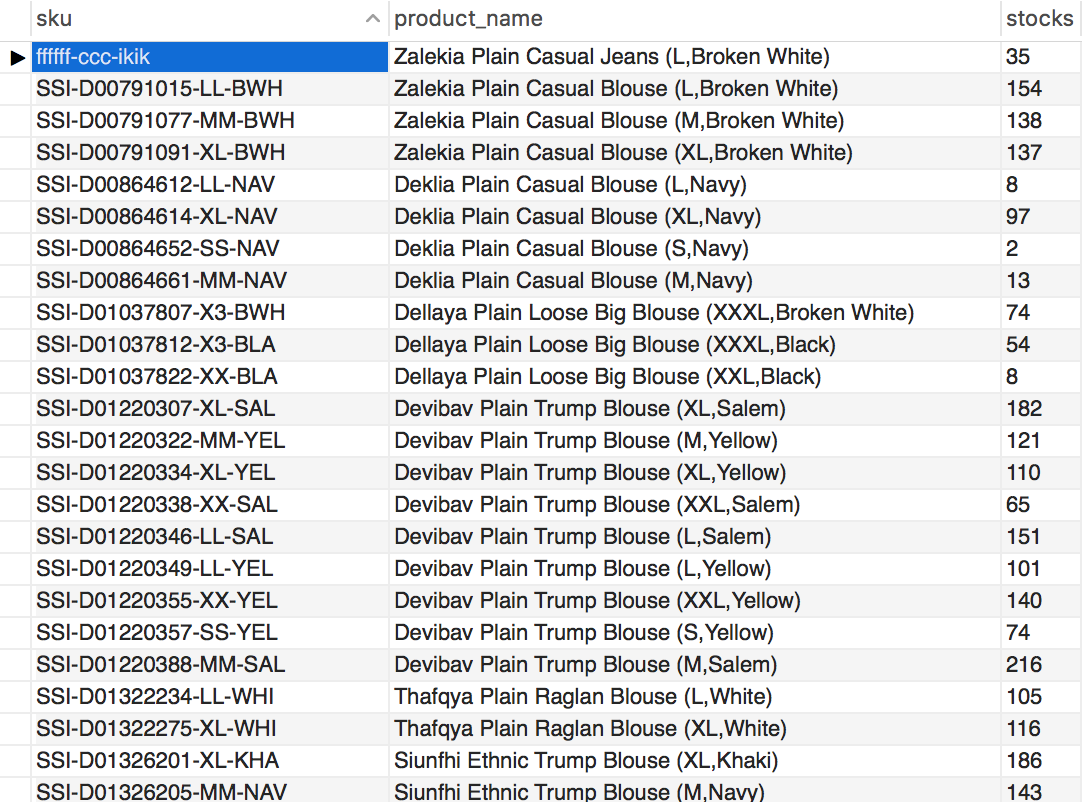 sku product_name stocks
ffffff-ccc-ikik Zalekia Plain Casual Jeans (L,Broken White) 35
SSI-D00791015-LL-BWH Zalekia Plain Casual Blouse (L,Broken White) 154
SSI-D00791077-MM-BWH Zalekia Plain Casual Blouse (M,Broken White) 138
SSI-D00791091-XL-BWH Zalekia Plain Casual Blouse (XL,Broken White) 137
SSI-D00864612-LL-NAV Deklia Plain Casual Blouse (L,Navy) 8
SSI-D00864614-XL-NAV Deklia Plain Casual Blouse (XL,Navy) 97
SSI-D00864652-SS-NAV Deklia Plain Casual Blouse (S,Navy) 2
SSI-D00864661-MM-NAV Deklia Plain Casual Blouse (M,Navy) 13
SSI-D01037807-X3-BWH Dellaya Plain Loose Big Blouse (XXXL,Broken White) 74
SSI-D01037812-X3-BLA Dellaya Plain Loose Big Blouse (XXXL,Black) 54
SSI-D01037822-XX-BLA Dellaya Plain Loose Big Blouse (XXL,Black) 8
SSI-D01220307-XL-SAL Devibav Plain Trump Blouse (XL,Salem) 182
SSI-D01220322-MM-YEL Devibav Plain Trump Blouse (M,Yellow) 121
SSI-D01220334-XL-YEL Devibav Plain Trump Blouse (XL,Yellow) 110
SSI-D01220338-XX-SAL Devibav Plain Trump Blouse (XXL,Salem) 65
SSI-D01220346-LL-SAL Devibav Plain Trump Blouse (L,Salem) 151
SSI-D01220349-LL-YEL Devibav Plain Trump Blouse (L,Yellow) 101
SSI-D01220355-XX-YEL Devibav Plain Trump Blouse (XXL,Yellow) 140
SSI-D01220357-SS-YEL Devibav Plain Trump Blouse (S,Yellow) 74
SSI-D01220388-MM-SAL Devibav Plain Trump Blouse (M,Salem) 216
SSI-D01322234-LL-WHI Thafqya Plain Raglan Blouse (L,White) 105
SSI-D01322275-XL-WHI Thafqya Plain Raglan Blouse (XL,White) 116
SSI-D01326201-XL-KHA Siunfhi Ethnic Trump Blouse (XL,Khaki) 186
SSI-D01326205-MM-NAV Siunfhi Ethnic Trump Blouse (M,Navy) 143